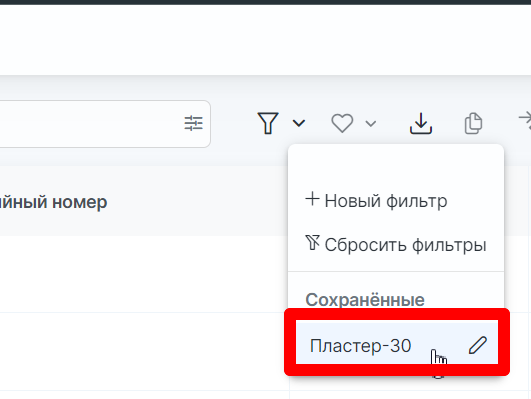 йный номер
Новый фильтр
Сбросить фильтры
Сохранённые
Пластер-30